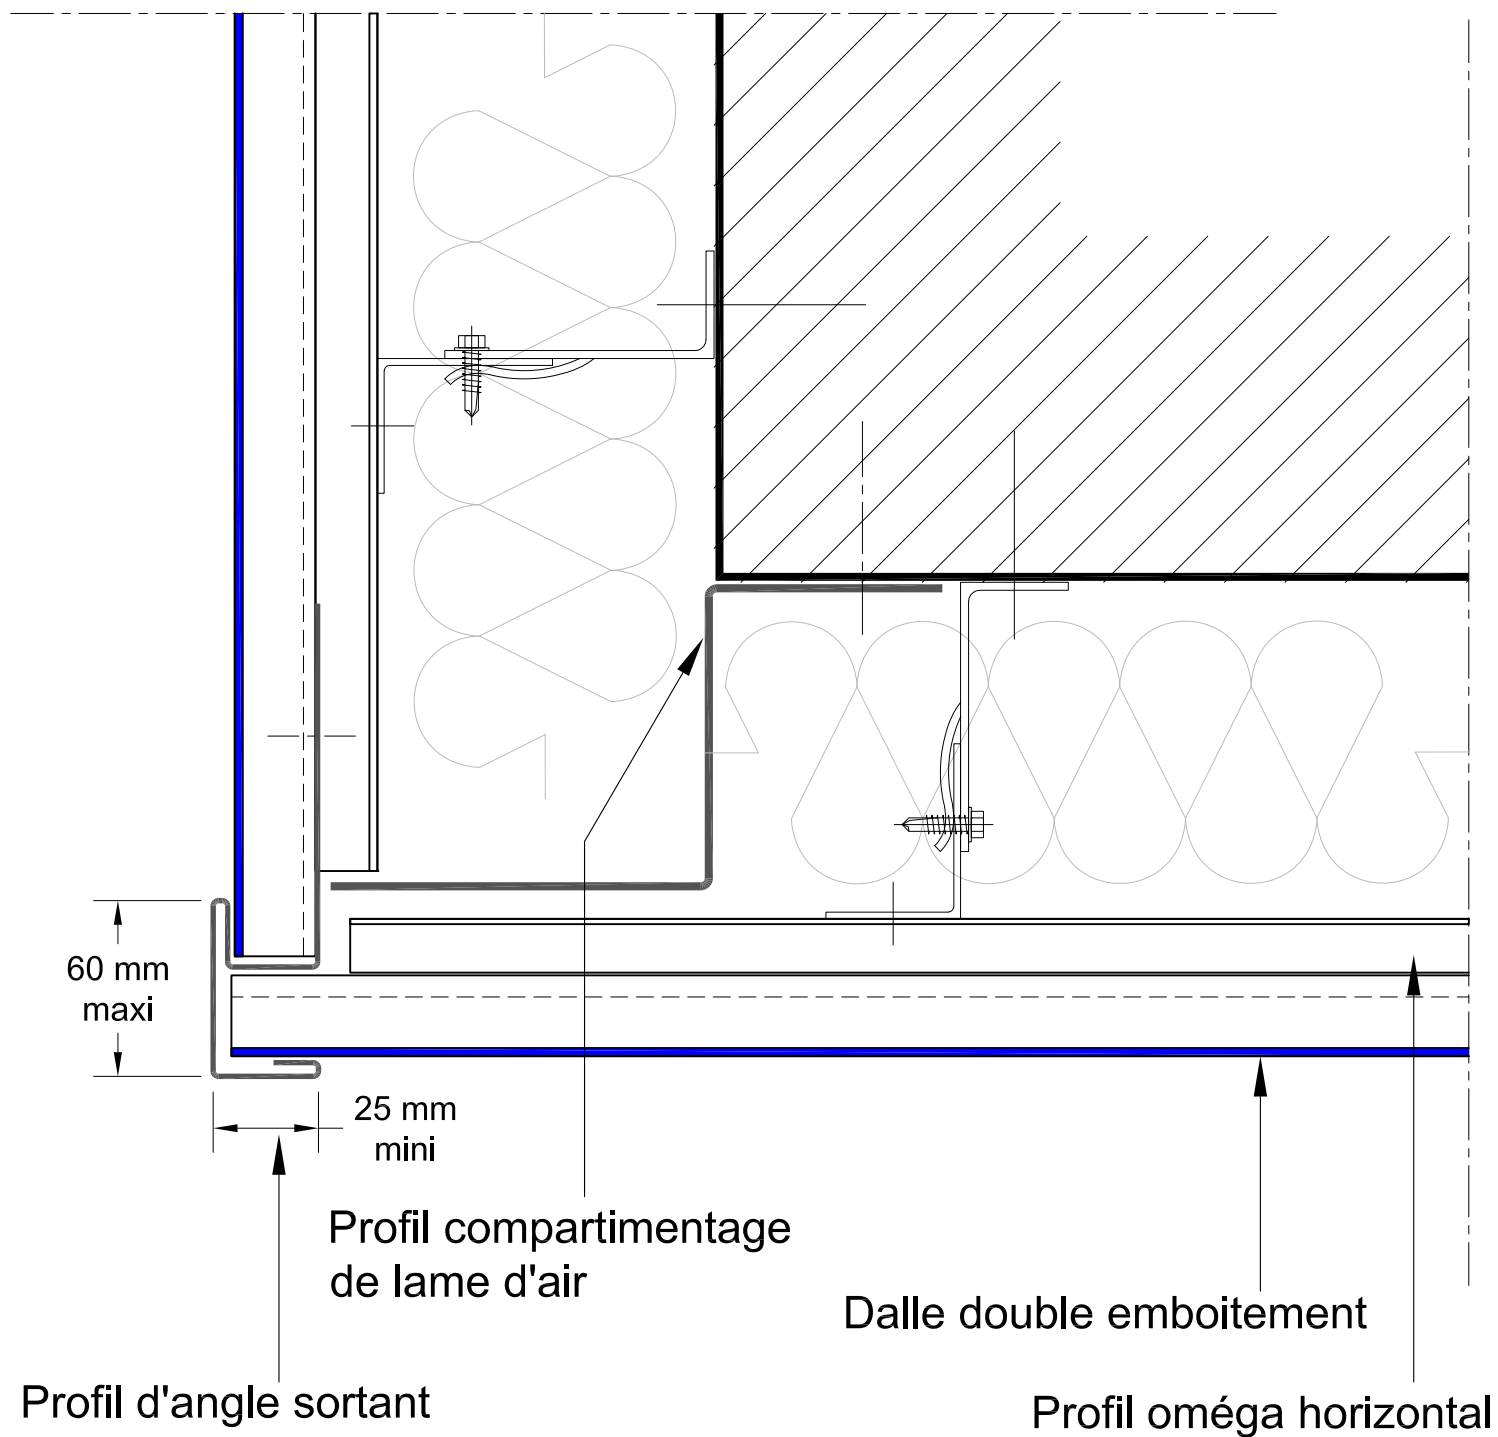 60 mm
maxi
25 mm
mini
Profil compartimentage
de lame d'air
Dalle double emboitement
Profil d'angle sortant
Profil oméga horizontal